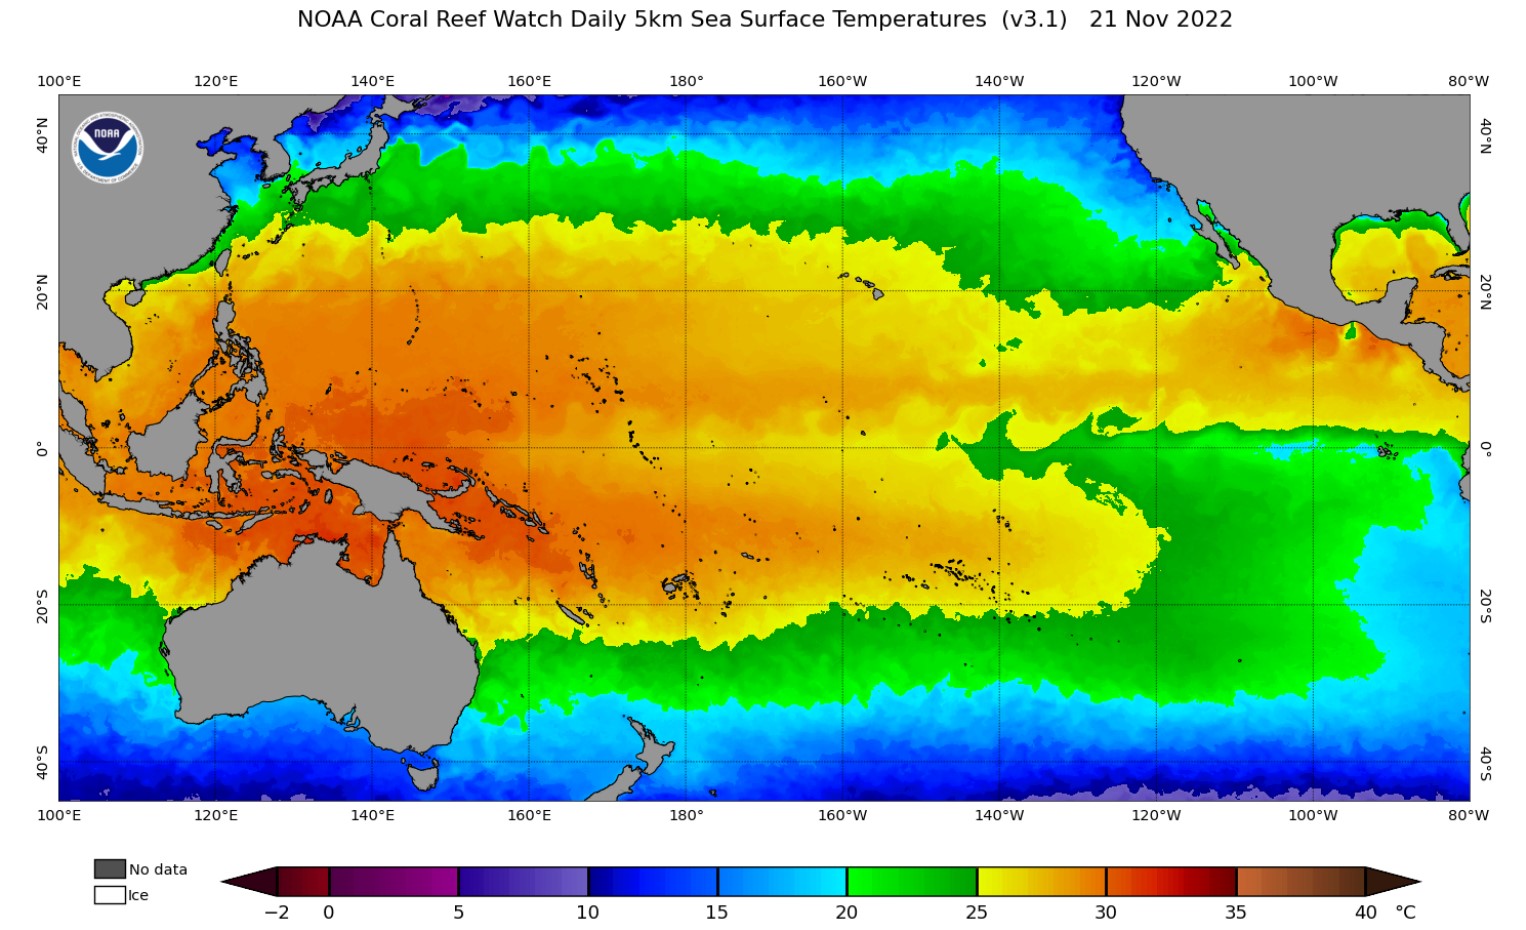 NOAA Coral Reef Watch Daily 5km Sea Surface Temperatures (v3.1) 21 Nov 2022
100°E 120°E 140°E 160°E 180° 160°W 140°W 120°W 100°W 80°W
NOAA
40°N 40°N
20°N 20°N
0° 0°
20°S 20°S
40°S 40°S
100°E 120°E 140°E 160°E 180° 160°W 140°W 120°W 100°W 80°W
No data
Ice
−2 0 5 10 15 20 25 30 35 40 °C